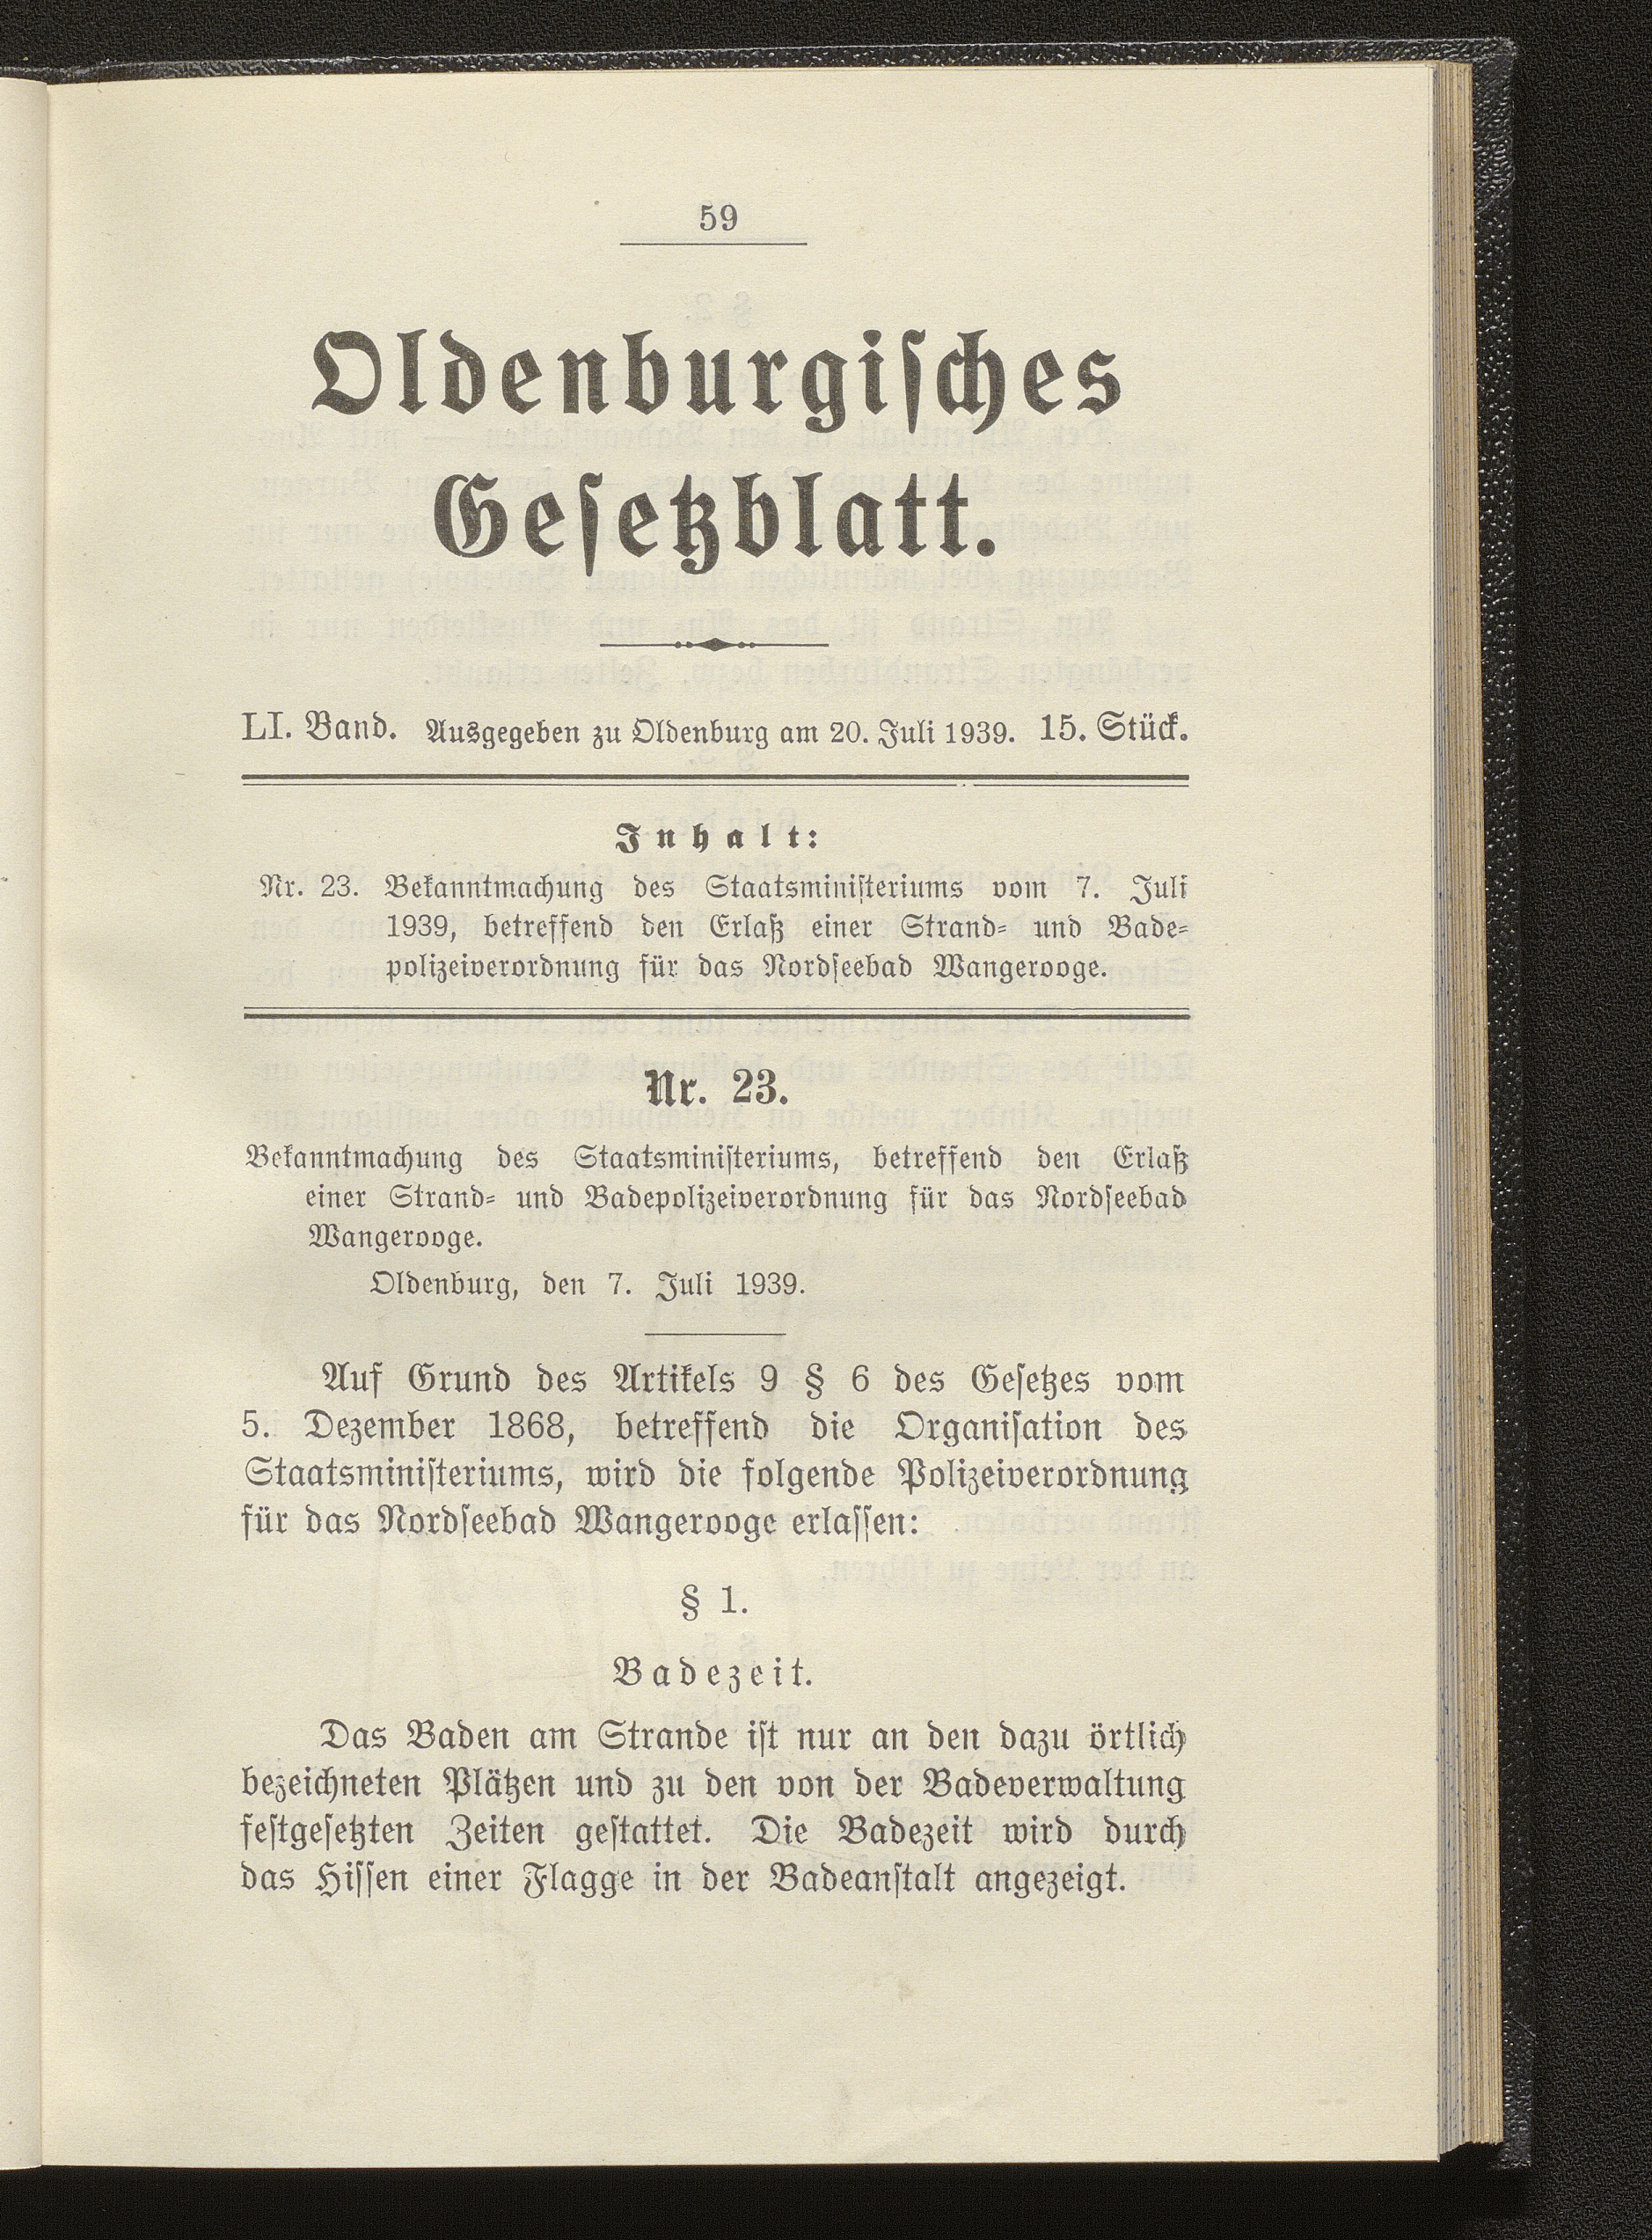 59
Oldenburgisches
Gesetzblatt.
LI. Band. Ausgegeben zu Oldenburg am 20. Juli 1939. 15. Stück.
Inhalt:
Nr. 23. Bekanntmachung des Staatsministeriums vom 7. Juli
1939, betreffend den Erlaß einer Strand- und Bade-
polizeiverordnung für das Nordseebad Wangerooge.
Nr. 23.
Bekanntmachung des Staatsministeriums, betreffend den Erlaß
einer Strand- und Badepolizeiverordnung für das Nordseebad
Wangerooge.
Oldenburg, den 7. Juli 1939.
Auf Grund des Artikels 9 § 6 des Gesetzes vom
5. Dezember 1868, betreffend die Organisation des
Staatsministeriums, wird die folgende Polizeiverordnung
für das Nordseebad Wangerooge erlassen:
§ 1.
Badezeit.
Das Baden am Strande ist nur an den dazu örtlich
bezeichneten Plätzen und zu den von der Badeverwaltung
festgesetzten Zeiten gestattet. Die Badezeit wird durch
das Hissen einer Flagge in der Badeanstalt angezeigt.